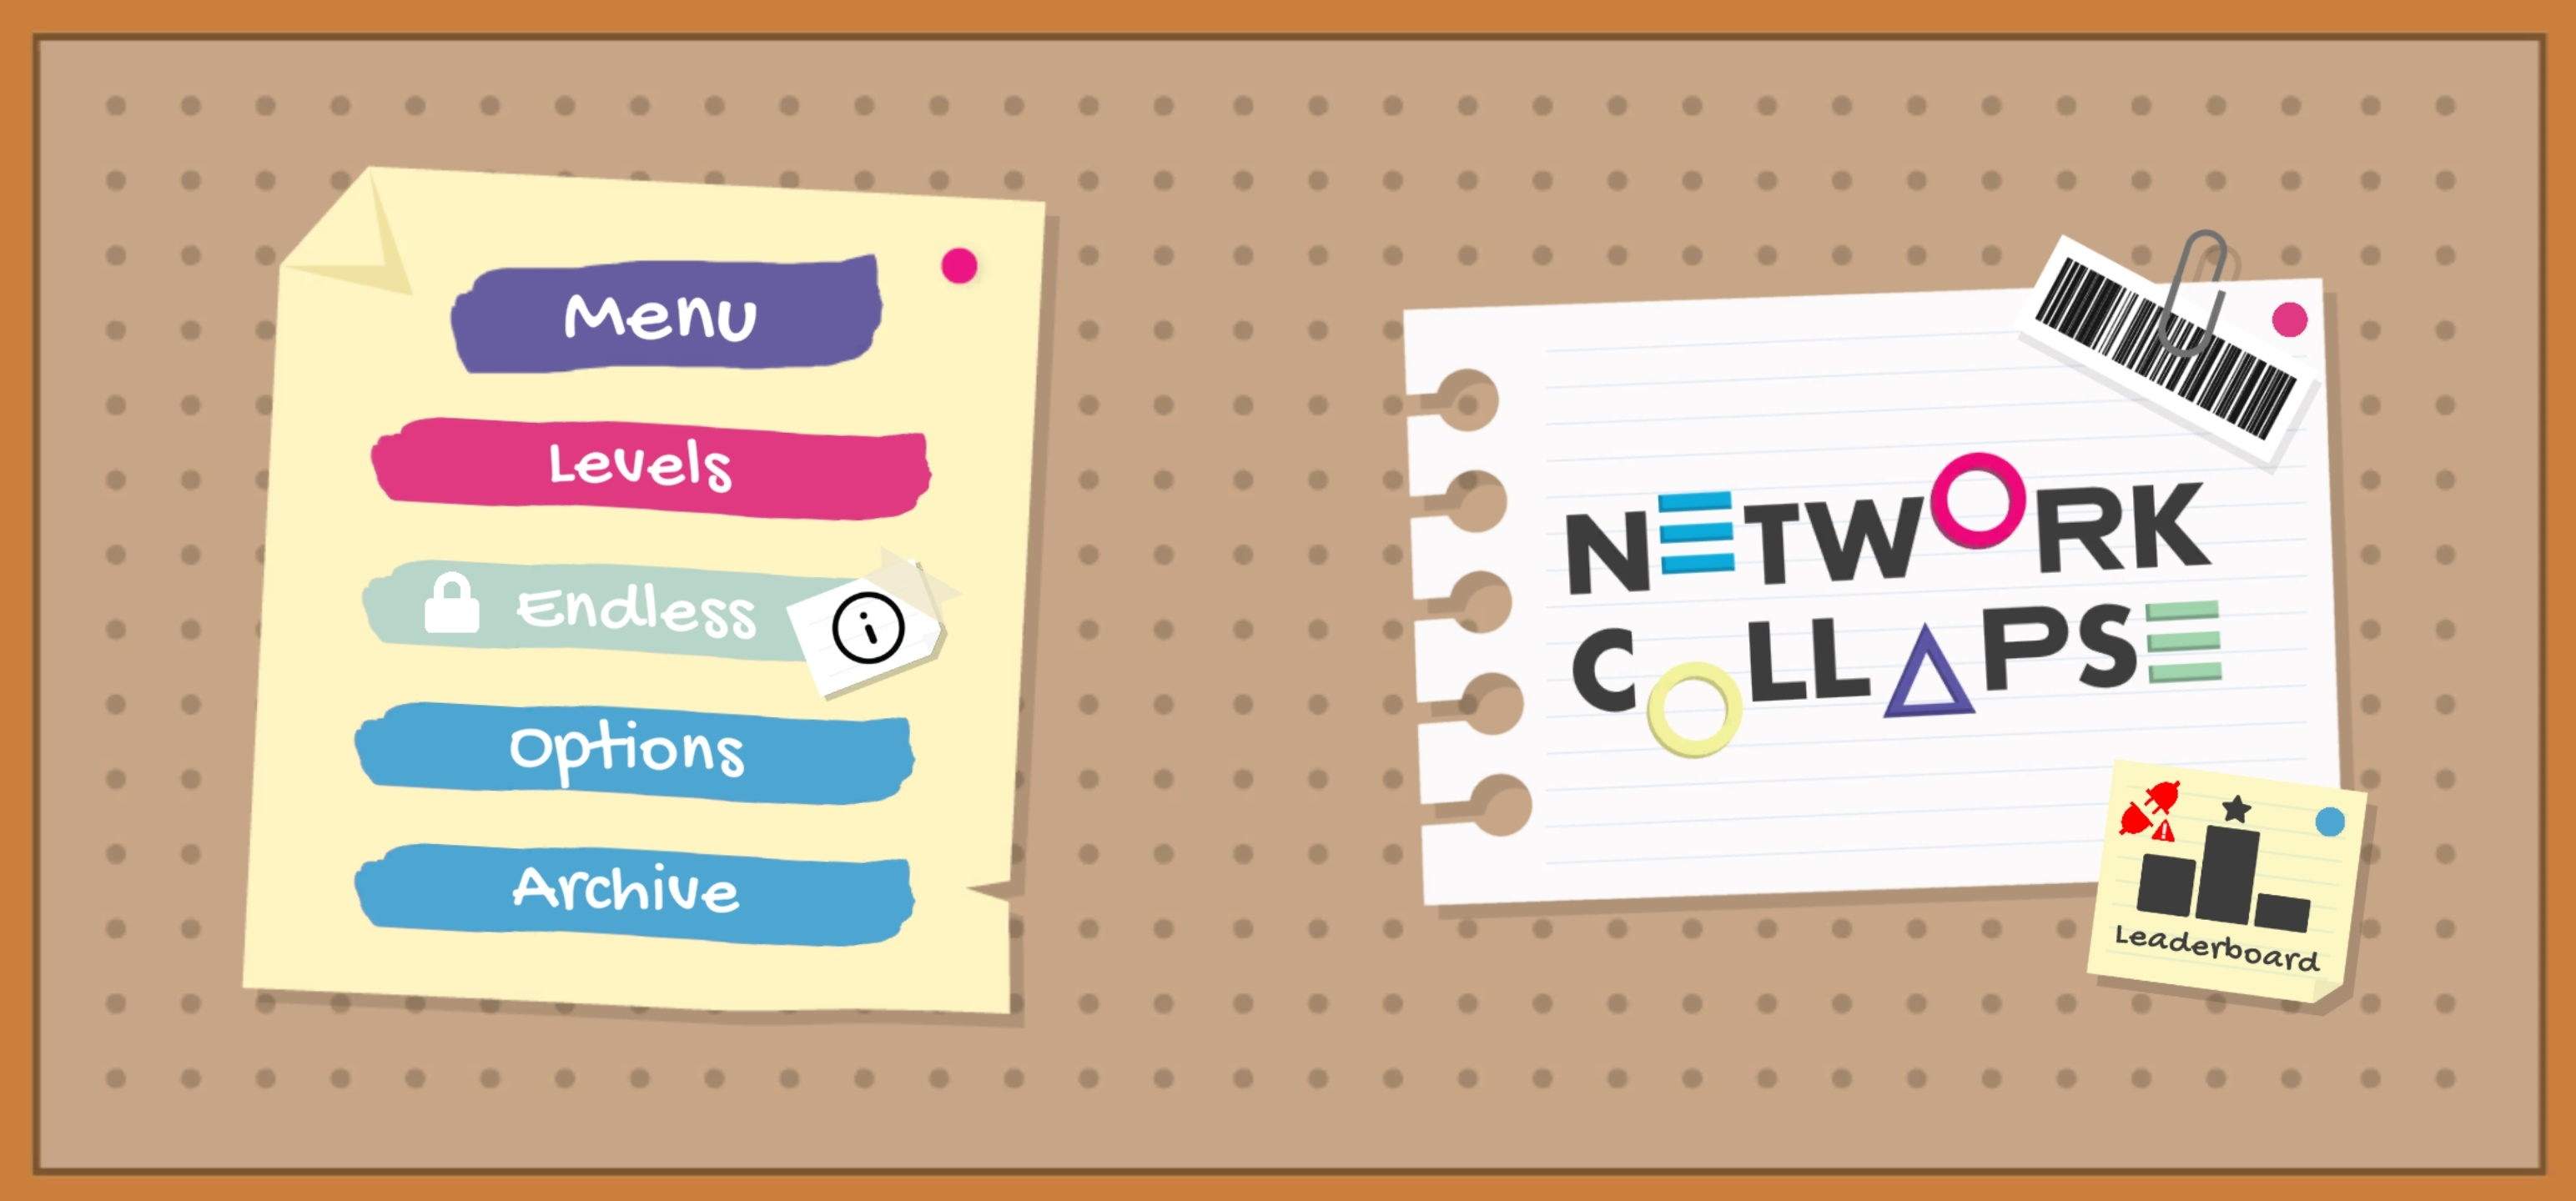 Menu
Levels
Endless
Options
Archive
NETWORK
COLLAPSE
Leaderboard